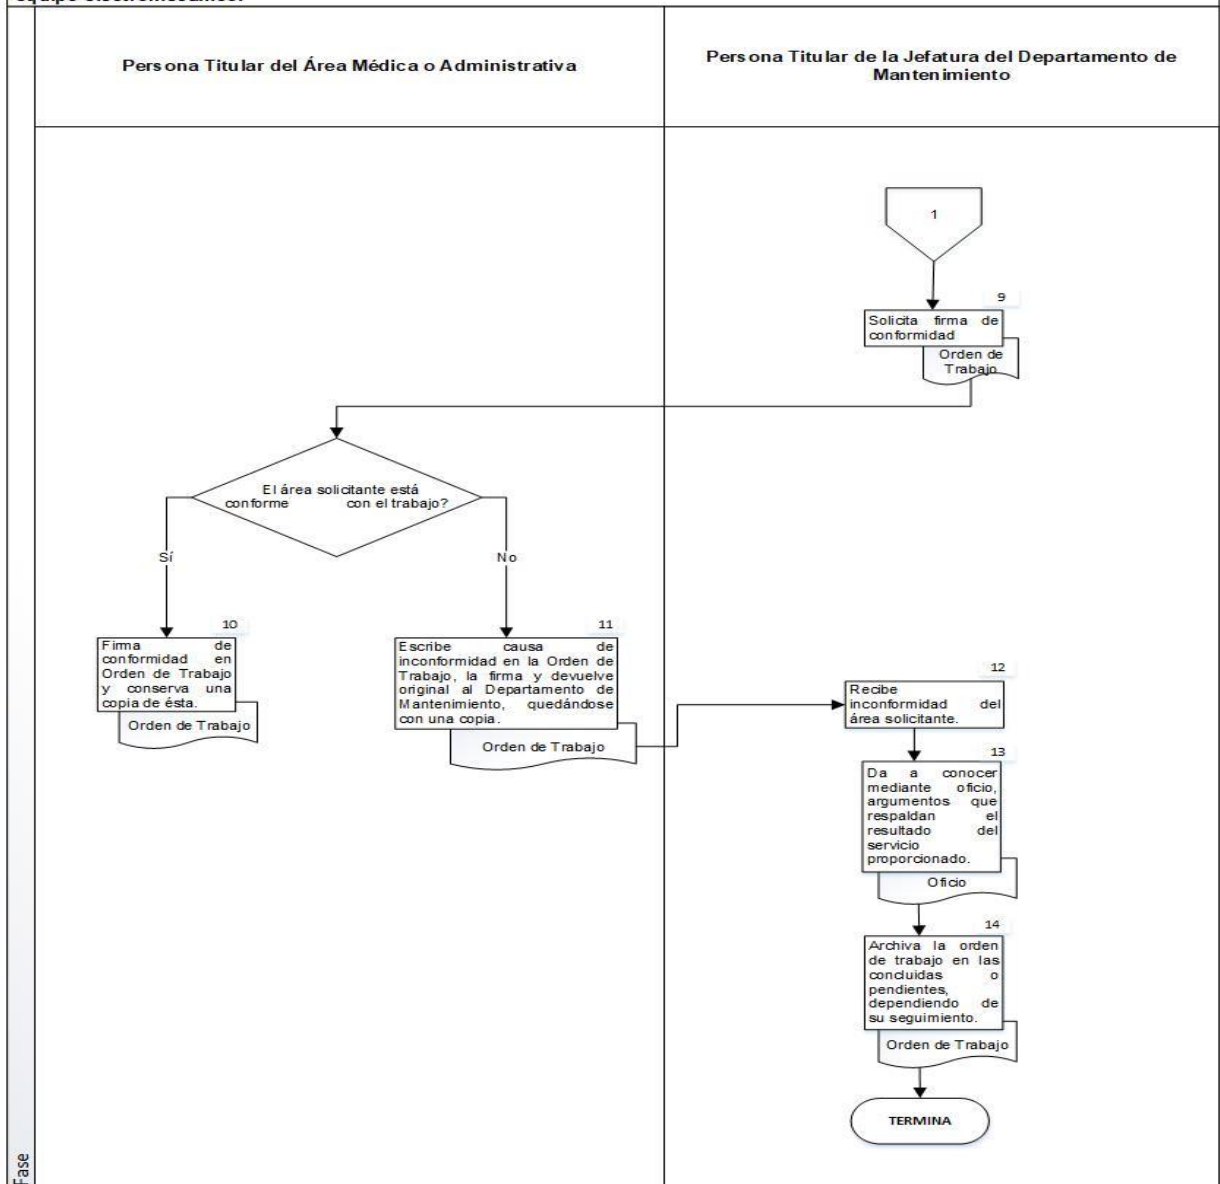 Persona Titular del Área Médica o Administrativa
Persona Titular de la Jefatura del Departamento de
Mantenimiento
1
9
Solicita firma de
conformidad
Orden de
Trabajo
El área solicitante está
conforme con el trabajo?
Sí
No
10
Firma de
conformidad en
Orden de Trabajo
y conserva una
copia de ésta.
Orden de Trabajo
11
Escribe causa de
inconformidad en la Orden de
Trabajo, la firma y devuelve
original al Departamento de
Mantenimiento, quedándose
con una copia.
Orden de Trabajo
12
Recibe
inconformidad del
área solicitante.
13
Da a conocer
mediante oficio,
argumentos que
respaldan el
resultado del
servicio
proporcionado.
Oficio
14
Archiva la orden
de trabajo en las
concluidas o
pendientes,
dependiendo de
su seguimiento.
Orden de Trabajo
TERMINA
Fase